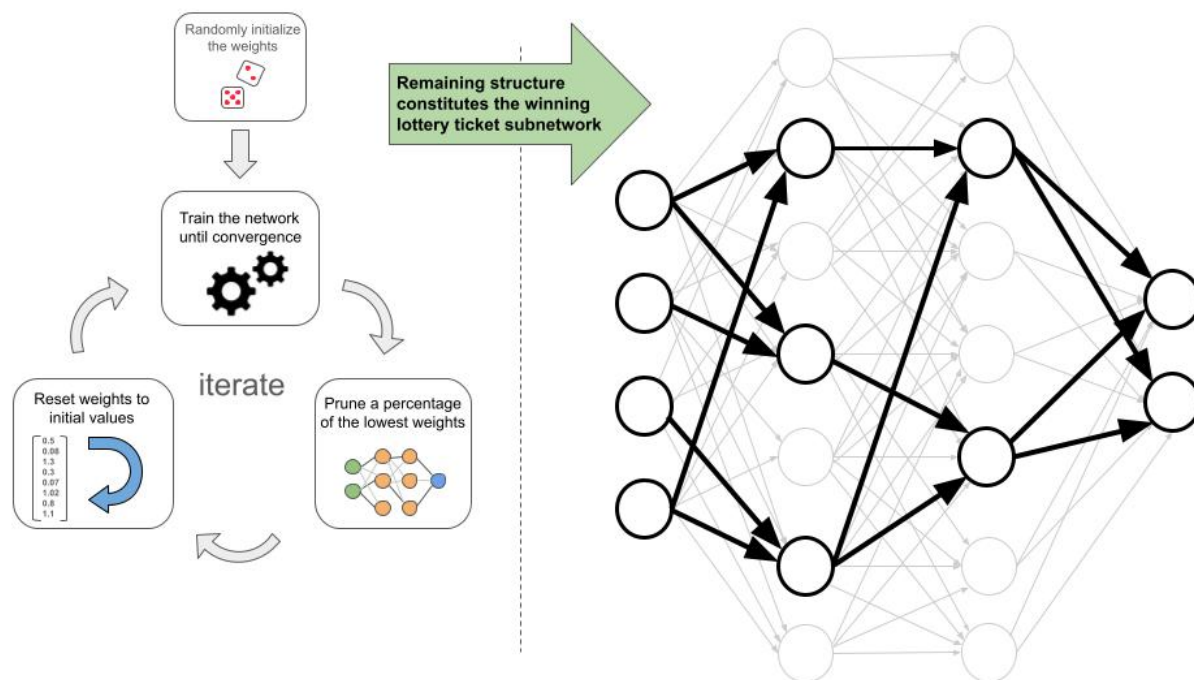 Randomly initialize
the weights
Remaining structure
constitutes the winning
lottery ticket subnetwork
Train the network
until convergence
iterate
Reset weights to
initial values
0.5
0.08
1.3
0.3
0.07
1.02
0.8
1.1
Prune a percentage
of the lowest weights